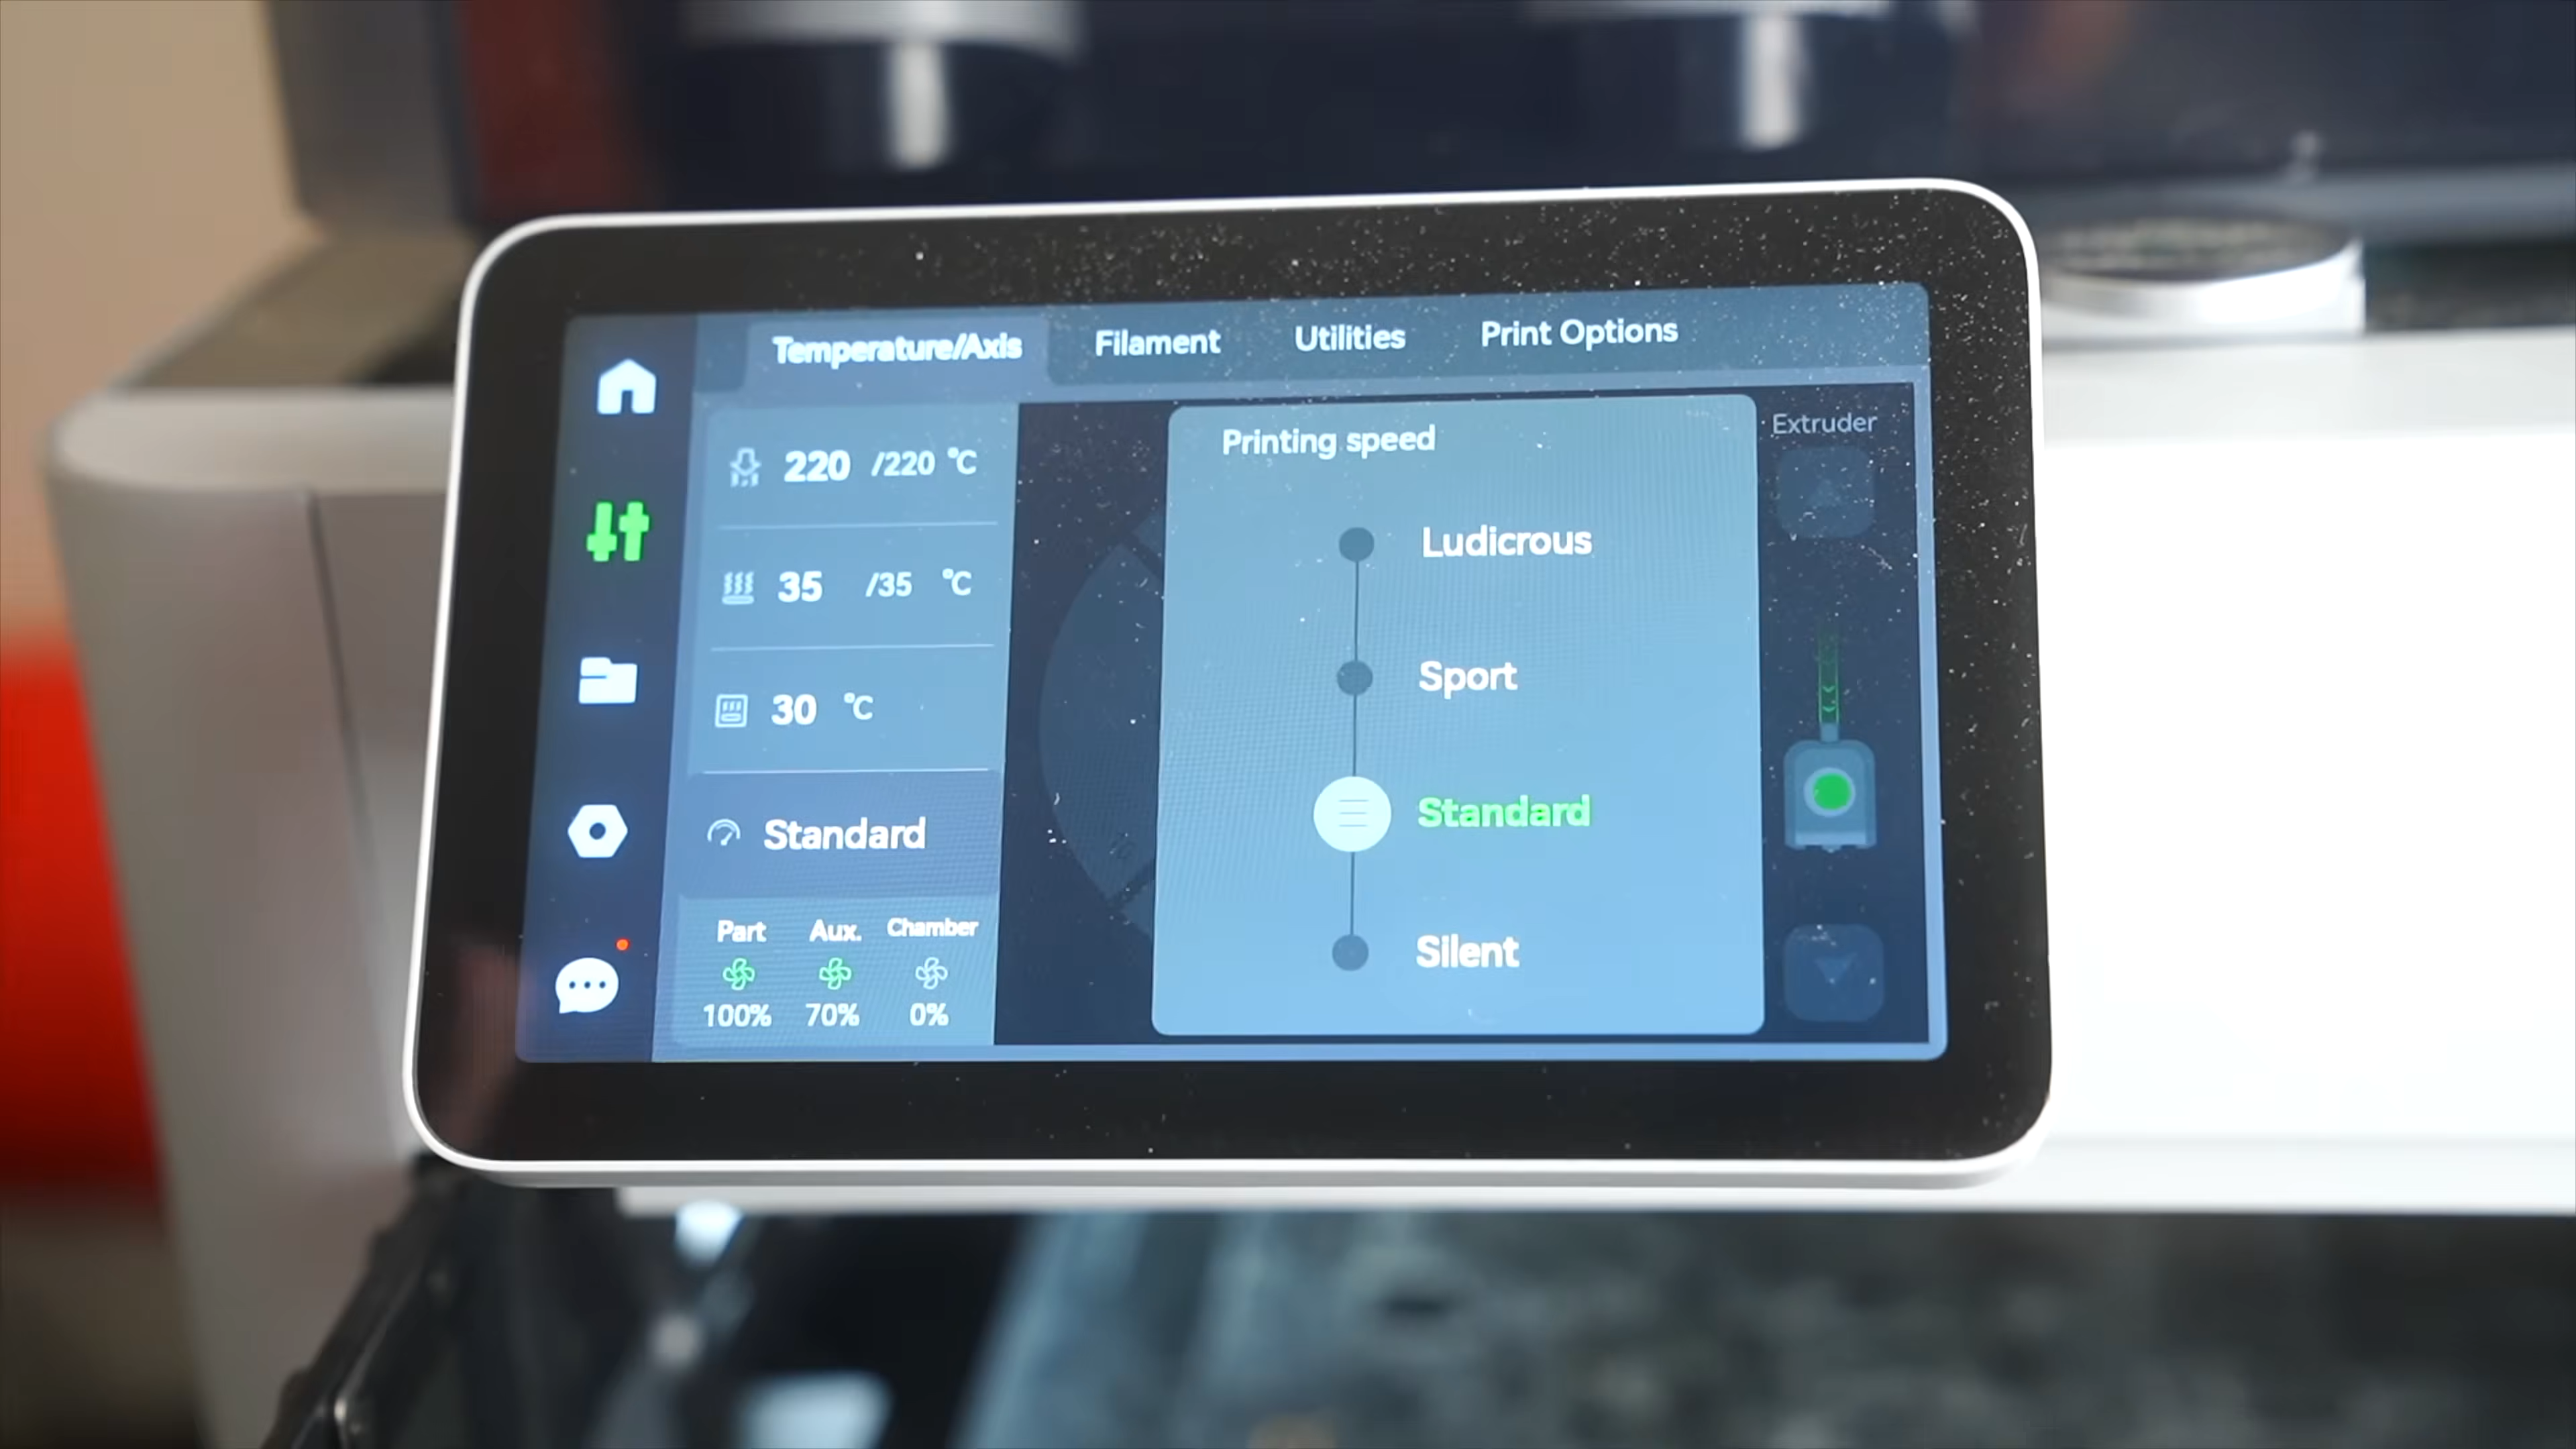 Temperature/Axis Filament Utilities Print Options
220 /220 °C
35 /35 °C
30 °C
Standard
Part Aux. Chamber
100% 70% 0%
Printing speed
Ludicrous
Sport
Standard
Silent
Extruder